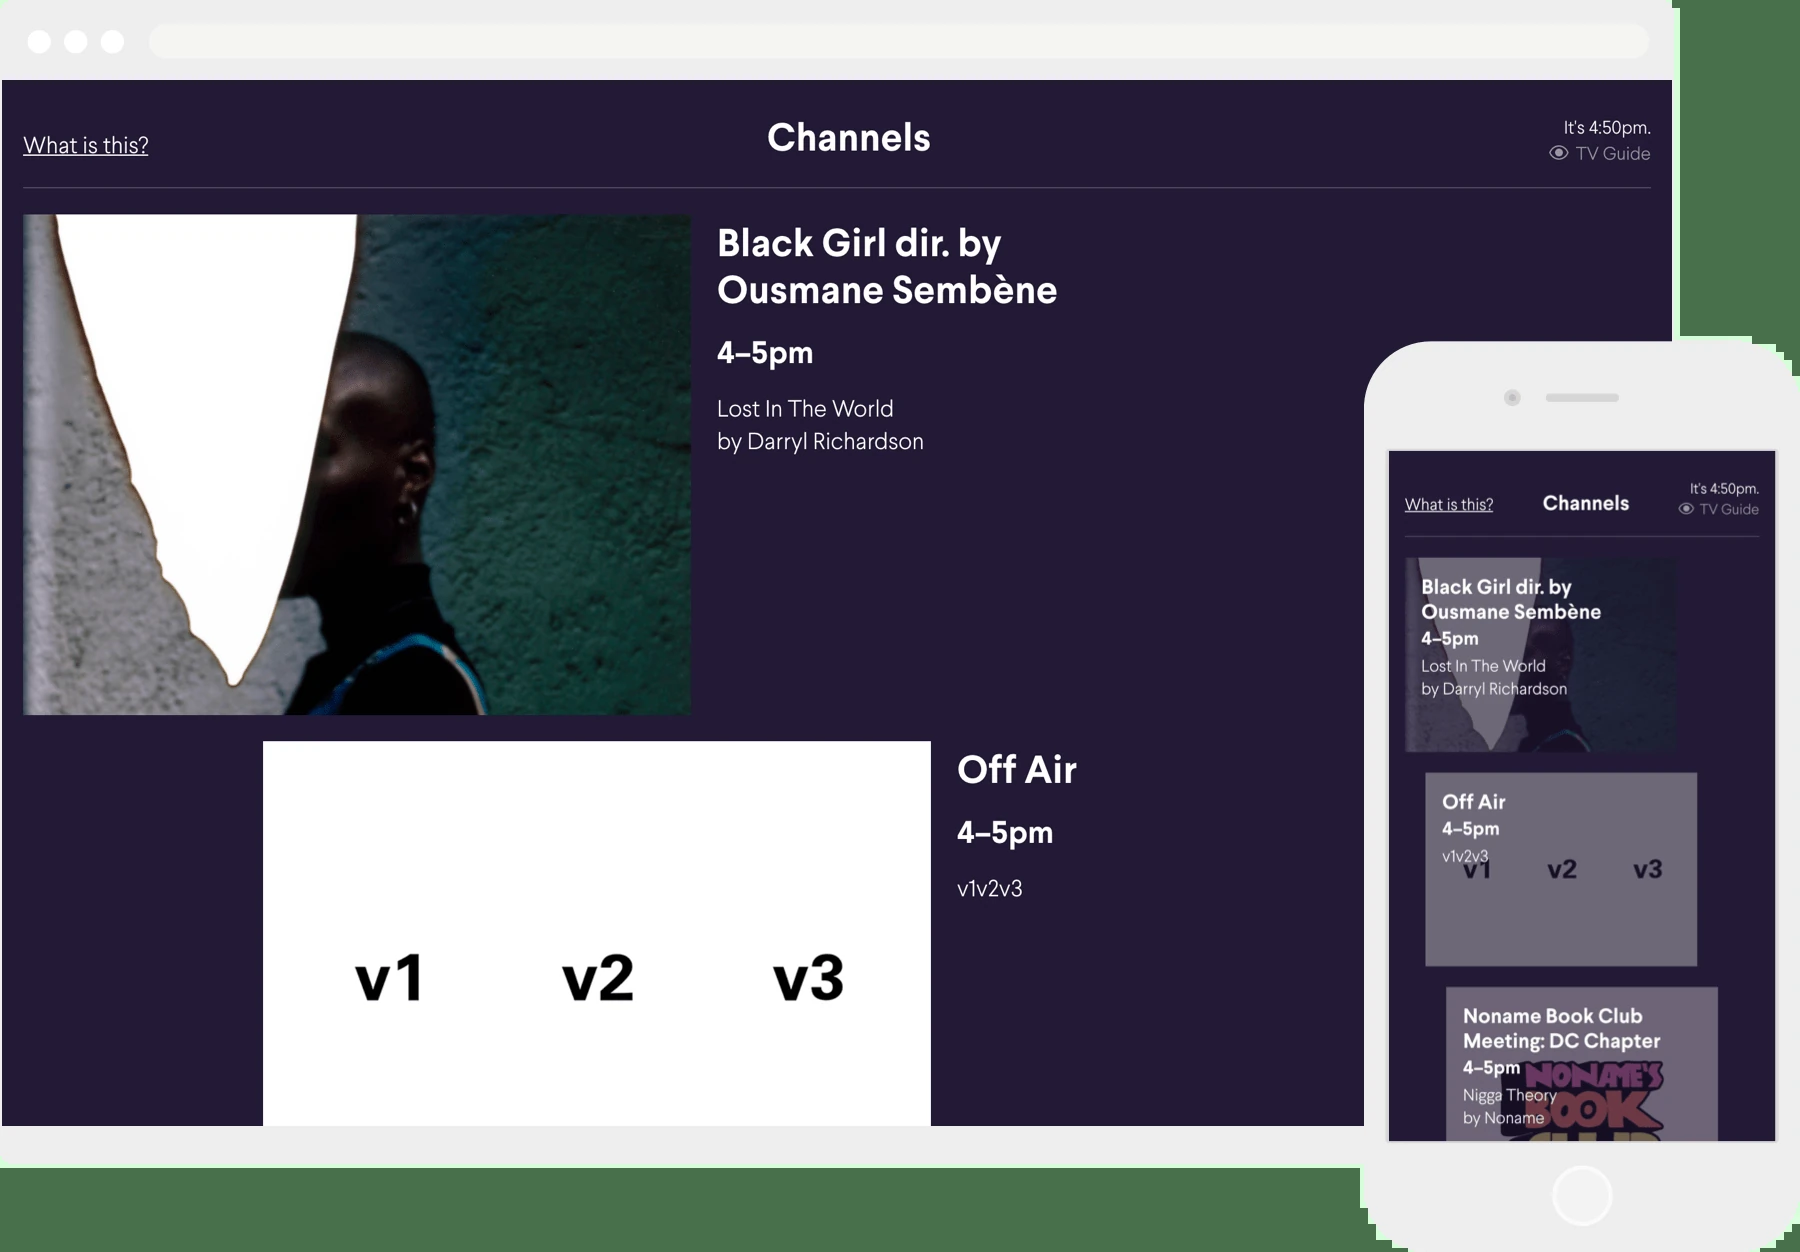 What is this?
Channels
It's 4:50pm.
TV Guide
Black Girl dir. by
Ousmane Sembène
4–5pm
Lost In The World
by Darryl Richardson
Off Air
4–5pm
v1v2v3
v1 v2 v3
What is this?
Channels
It's 4:50pm.
TV Guide
Black Girl dir. by
Ousmane Sembène
4–5pm
Lost In The World
by Darryl Richardson
Off Air
4–5pm
v1v2v3
v1 v2 v3
Noname Book Club
Meeting: DC Chapter
4–5pm
Nigga Theory
by Noname
NONAME'S
BOOK